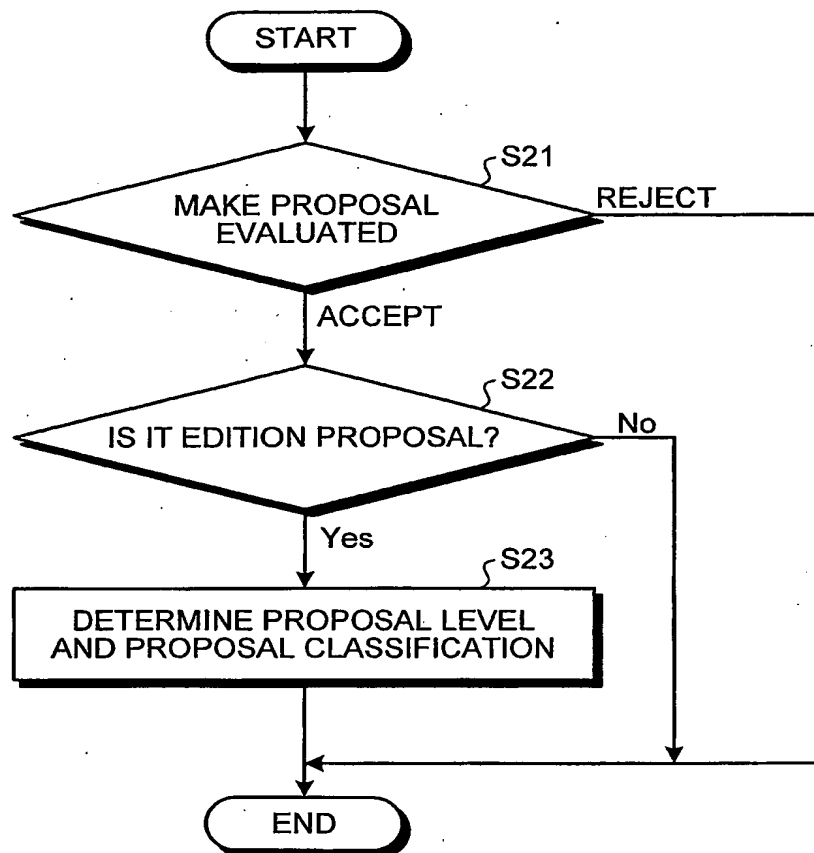 START
S21
MAKE PROPOSAL
EVALUATED
REJECT
ACCEPT
S22
IS IT EDITION PROPOSAL?
No
Yes
S23
DETERMINE PROPOSAL LEVEL
AND PROPOSAL CLASSIFICATION
END